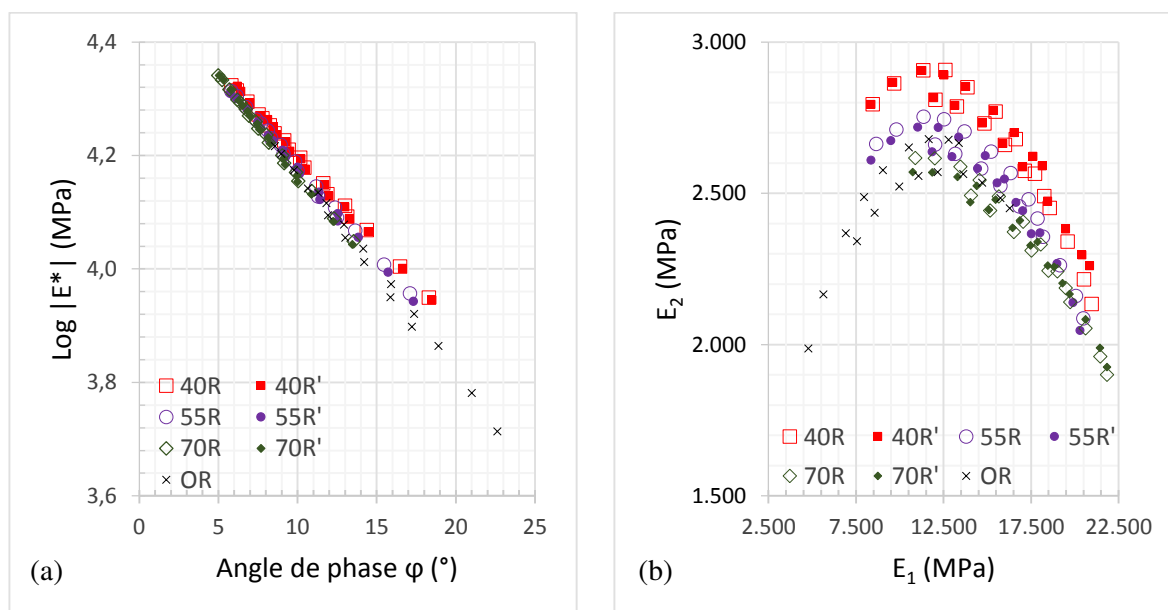 4,4
4,2
4,0
3,8
3,6
Log |E*| (MPa)
40R 40R'
55R 55R'
70R 70R'
OR
0 5 10 15 20 25
(a) Angle de phase φ (°)
3.000
2.500
2.000
1.500
E2 (MPa)
40R 40R' 55R 55R'
70R 70R' OR
2.500 7.500 12.500 17.500 22.500
(b) E1 (MPa)